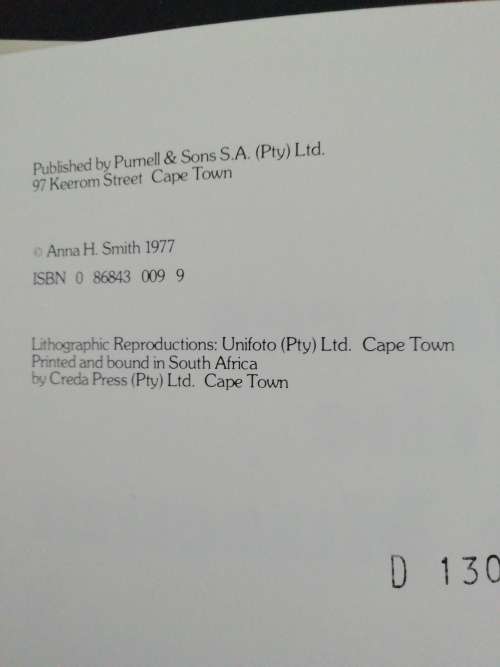 Published by Purnell & Sons S.A. (Pty) Ltd.
97 Keerom Street Cape Town
© Anna H. Smith 1977
ISBN 0 86843 009 9
Lithographic Reproductions: Unifoto (Pty) Ltd. Cape Town
Printed and bound in South Africa
by Creda Press (Pty) Ltd. Cape Town
D 130